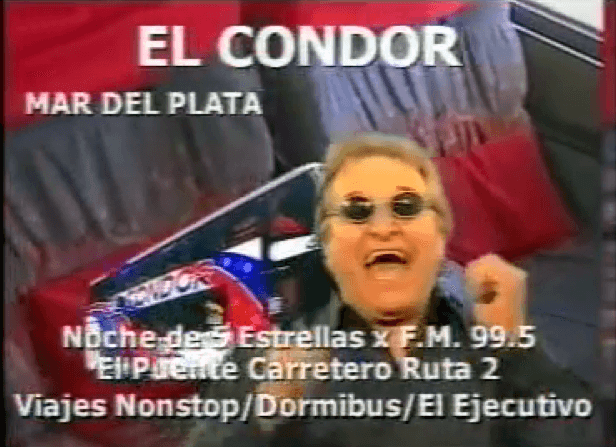 EL CONDOR
MAR DEL PLATA
CONDOR
Noche de 5 Estrellas x F.M. 99.5
El Puente Carretero Ruta 2
Viajes Nonstop/Dormibus/El Ejecutivo